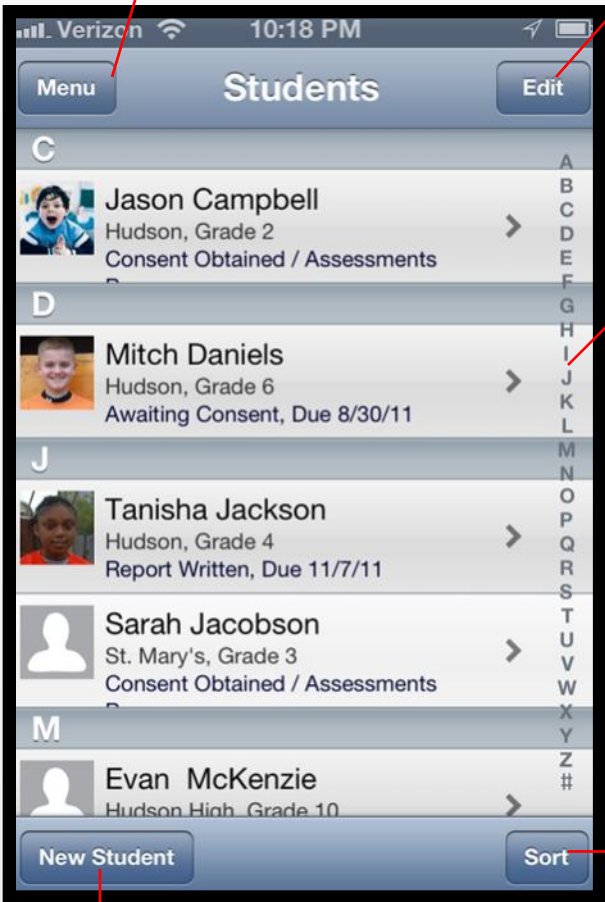 Verizon 10:18 PM
Menu Students Edit
C
Jason Campbell
Hudson, Grade 2
Consent Obtained / Assessments
D
Mitch Daniels
Hudson, Grade 6
Awaiting Consent, Due 8/30/11
J
Tanisha Jackson
Hudson, Grade 4
Report Written, Due 11/7/11
Sarah Jacobson
St. Mary's, Grade 3
Consent Obtained / Assessments
M
Evan McKenzie
Hudson High, Grade 10
A
B
C
D
E
F
G
H
I
J
K
L
M
N
O
P
Q
R
S
T
U
V
W
X
Y
Z
#
New Student Sort